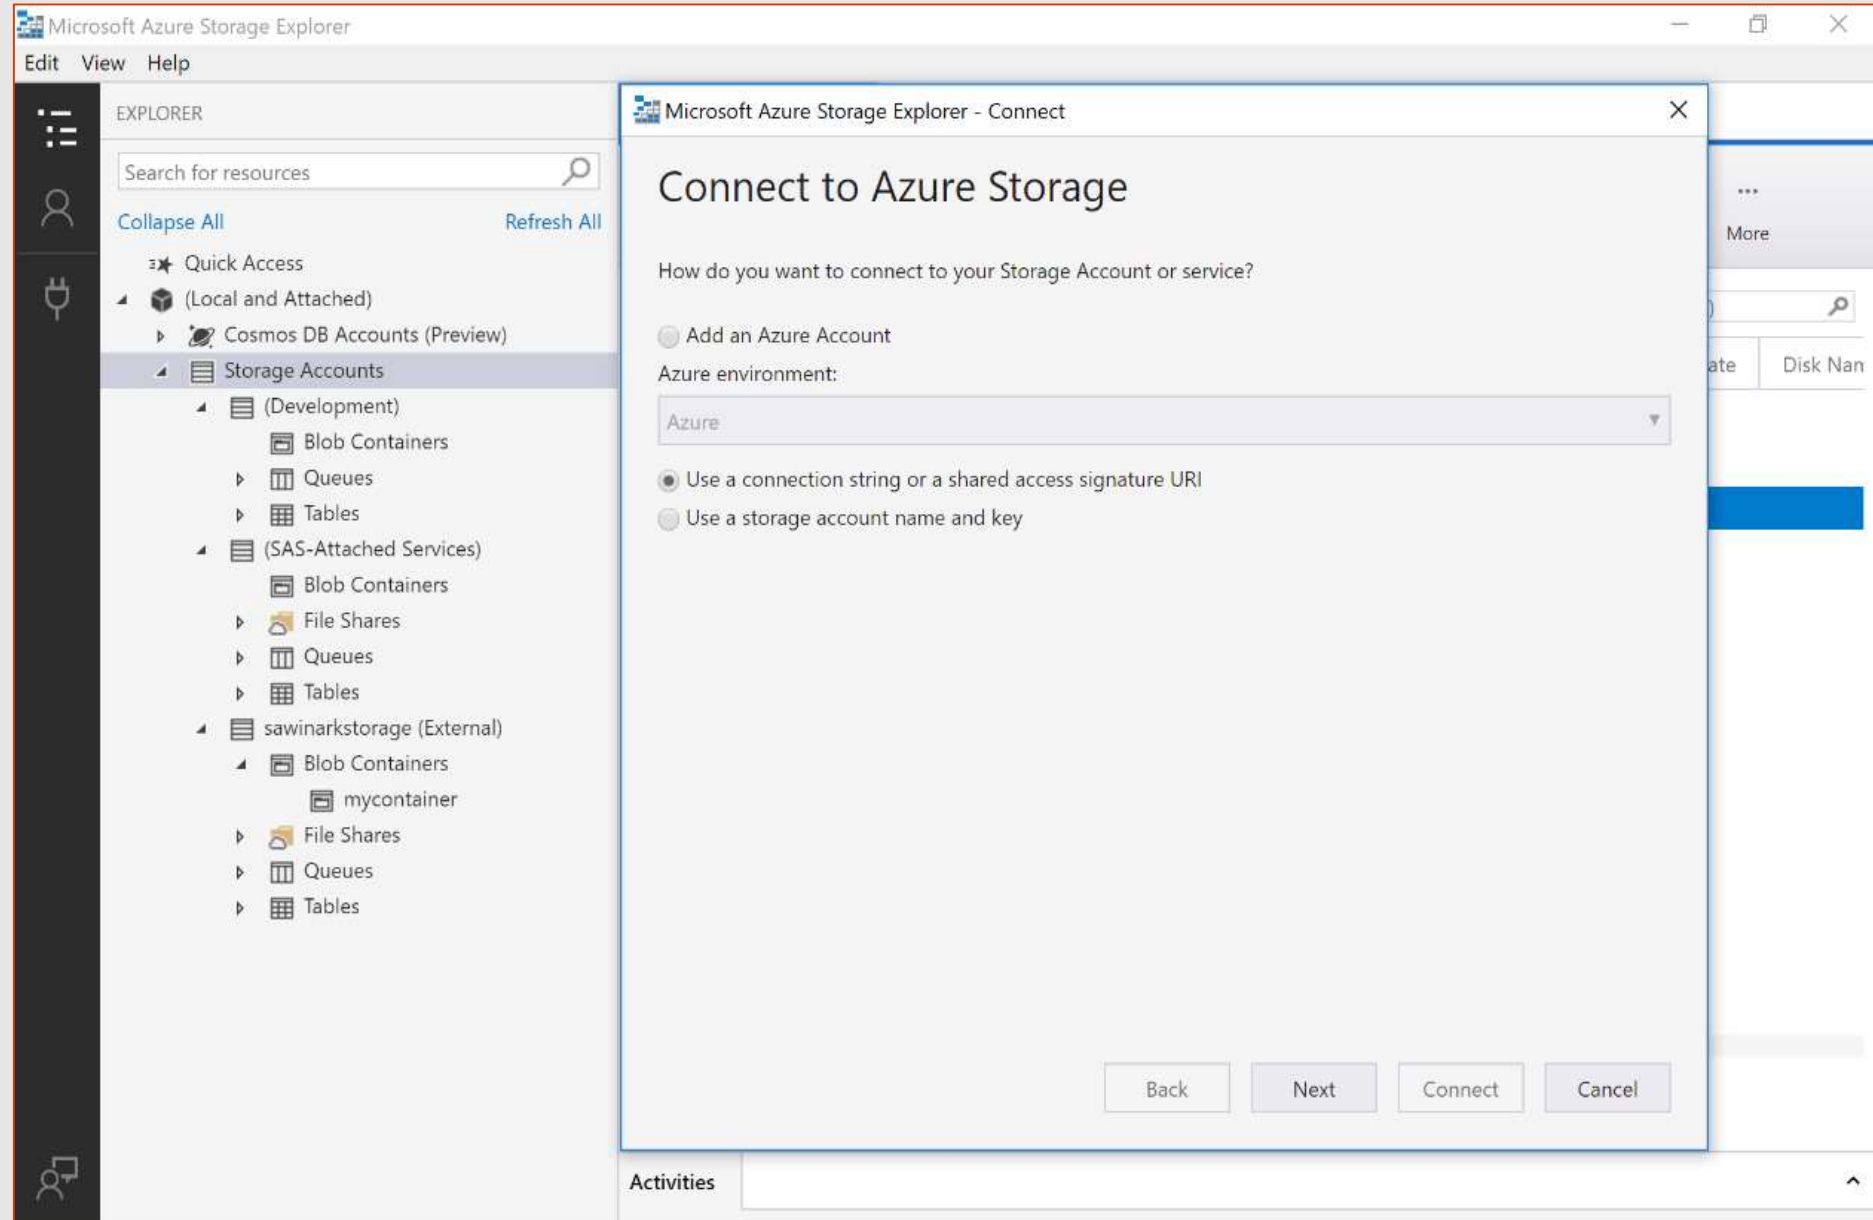 Microsoft Azure Storage Explorer
Edit View Help
EXPLORER
Search for resources
Collapse All Refresh All
Quick Access
(Local and Attached)
Cosmos DB Accounts (Preview)
Storage Accounts
(Development)
Blob Containers
Queues
Tables
(SAS-Attached Services)
Blob Containers
File Shares
Queues
Tables
sawinarkstorage (External)
Blob Containers
mycontainer
File Shares
Queues
Tables
Microsoft Azure Storage Explorer - Connect
Connect to Azure Storage
How do you want to connect to your Storage Account or service?
Add an Azure Account
Azure environment:
Azure
Use a connection string or a shared access signature URI
Use a storage account name and key
Back Next Connect Cancel
... 
More
)
ate Disk Nam
Activities